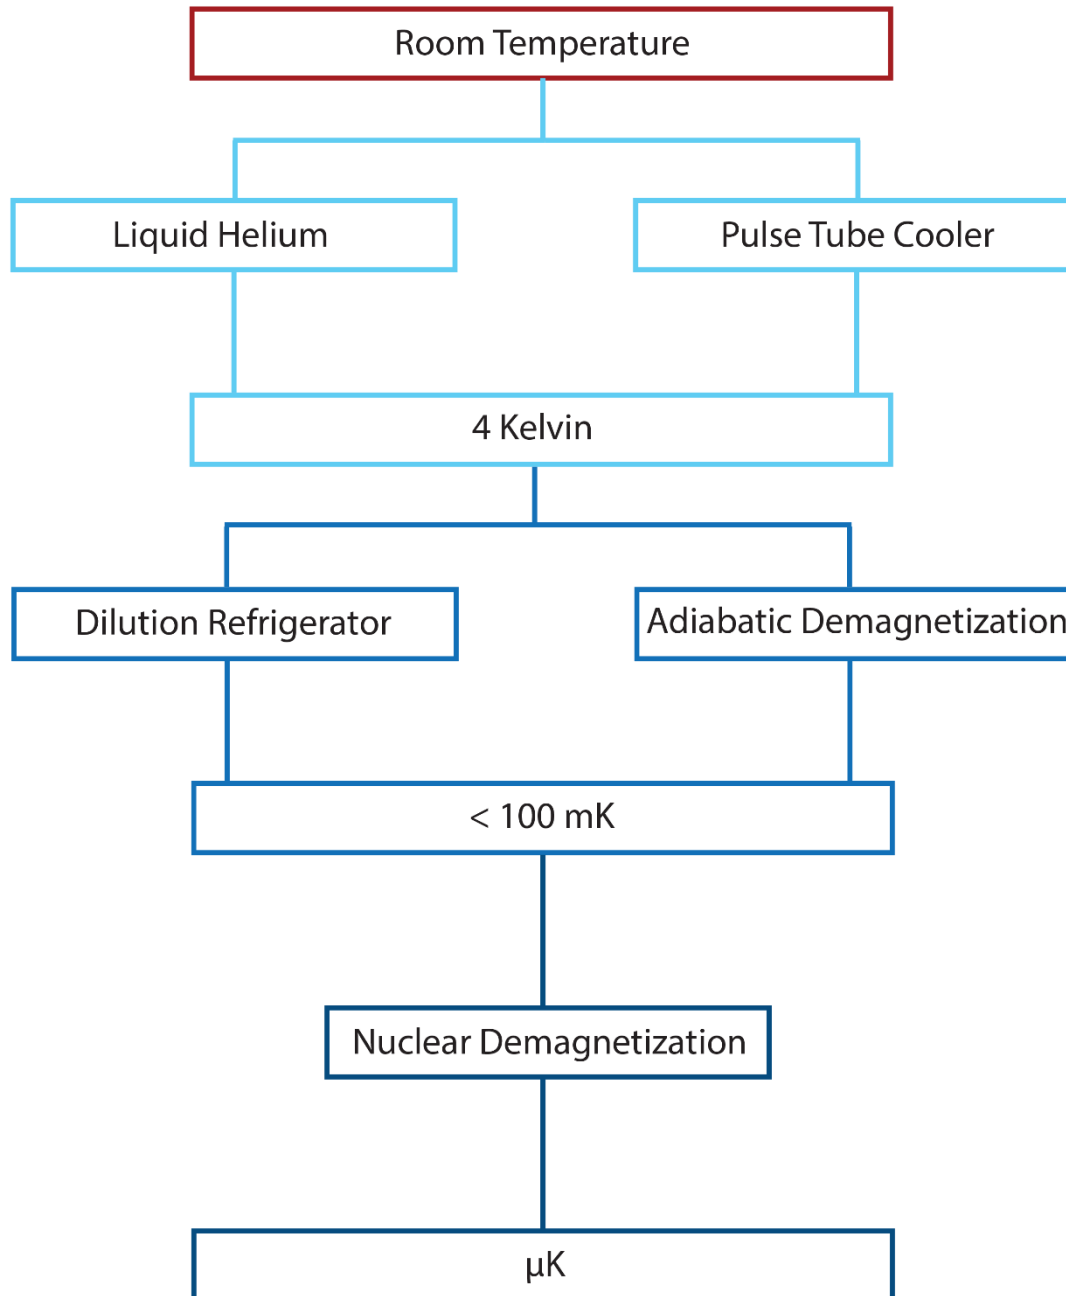 Room Temperature
Liquid Helium
Pulse Tube Cooler
4 Kelvin
Dilution Refrigerator
Adiabatic Demagnetization
< 100 mK
Nuclear Demagnetization
µK